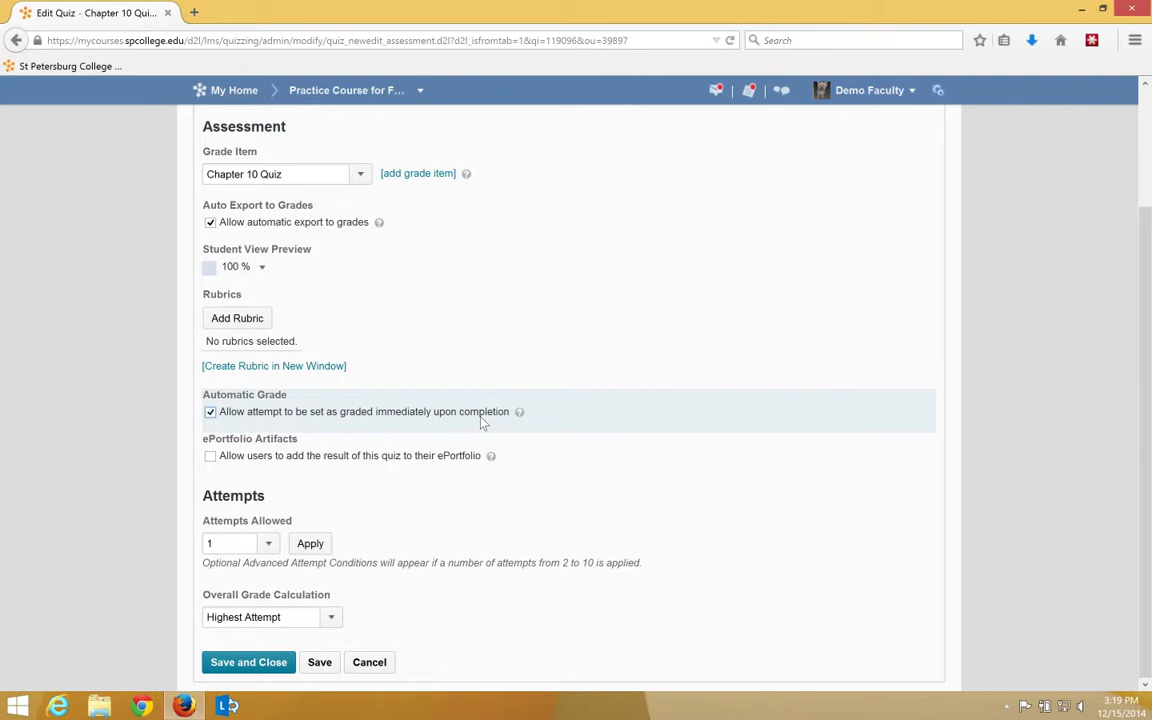 Edit Quiz - Chapter 10 Qui...
https://mycourses.spcollege.edu/d2l/lms/quizzing/admin/modify/quiz_newedit_assessment.d2l?d2l_isfromtab=1&qi=119096&ou=39897
Search
St Petersburg College ...
My Home
Practice Course for F...
Demo Faculty
Assessment
Grade Item
Chapter 10 Quiz
[add grade item]
Auto Export to Grades
Allow automatic export to grades
Student View Preview
100 %
Rubrics
Add Rubric
No rubrics selected.
[Create Rubric in New Window]
Automatic Grade
Allow attempt to be set as graded immediately upon completion
ePortfolio Artifacts
Allow users to add the result of this quiz to their ePortfolio
Attempts
Attempts Allowed
1
Apply
Optional Advanced Attempt Conditions will appear if a number of attempts from 2 to 10 is applied.
Overall Grade Calculation
Highest Attempt
Save and Close
Save
Cancel
3:19 PM
12/15/2014